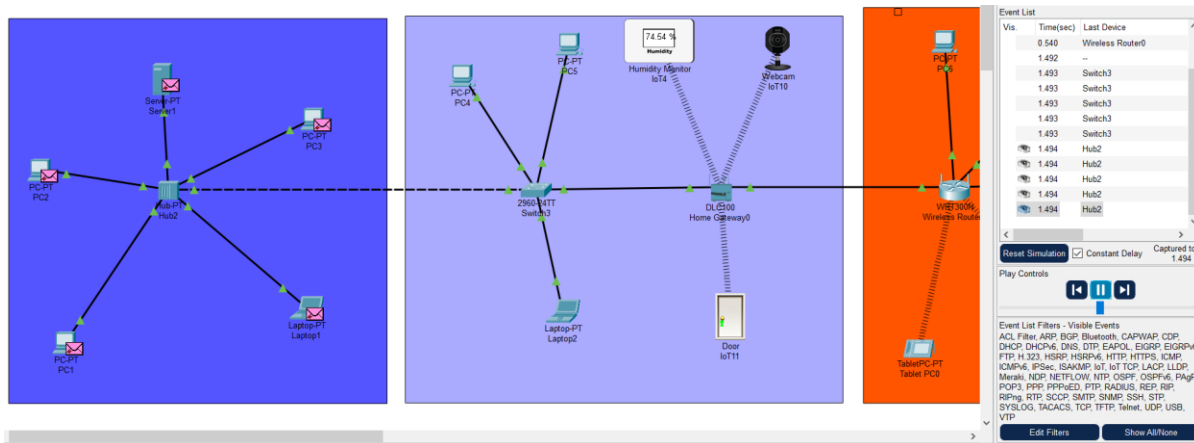 Server-PT
Server1
PC-PT
PC3
PC-PT
PC2
Hub-PT
Hub2
PC-PT
PC1
Laptop-PT
Laptop1
PC-PT
PC4
PC-PT
PC5
74.54 %
Humidity
Humidity Monitor
IoT4
Webcam
IoT10
2960-24TT
Switch3
DLC100
Home Gateway0
Laptop-PT
Laptop2
Door
IoT11
PC-PT
Wireless Router
TabletPC-PT
Tablet PC0
Event List
Vis. Time(sec) Last Device
0.540 Wireless Router0
1.492 --
1.493 Switch3
1.493 Switch3
1.493 Switch3
1.493 Switch3
1.494 Hub2
1.494 Hub2
1.494 Hub2
1.494 Hub2
1.494 Hub2
Reset Simulation Constant Delay Captured to
1.494
Play Controls
Event List Filters - Visible Events
ACL Filter, ARP, BGP, Bluetooth, CAPWAP, CDP,
DHCP, DHCPv6, DNS, DTP, EAPOL, EIGRP, EIGRPv6
FTP, H.323, HSRP, HSRPv6, HTTP, HTTPS, ICMP,
ICMPv6, IPSec, ISAKMP, IoT, IoT TCP, LACP, LLDP,
Meraki, NDP, NETFLOW, NTP, OSPF, OSPFv6, PAgP
POP3, PPP, PPPoED, PTP, RADIUS, REP, RIP,
RIPng, RTP, SCCP, SMTP, SNMP, SSH, STP,
SYSLOG, TACACS, TCP, TFTP, Telnet, UDP, USB,
VTP
Edit Filters Show All/None